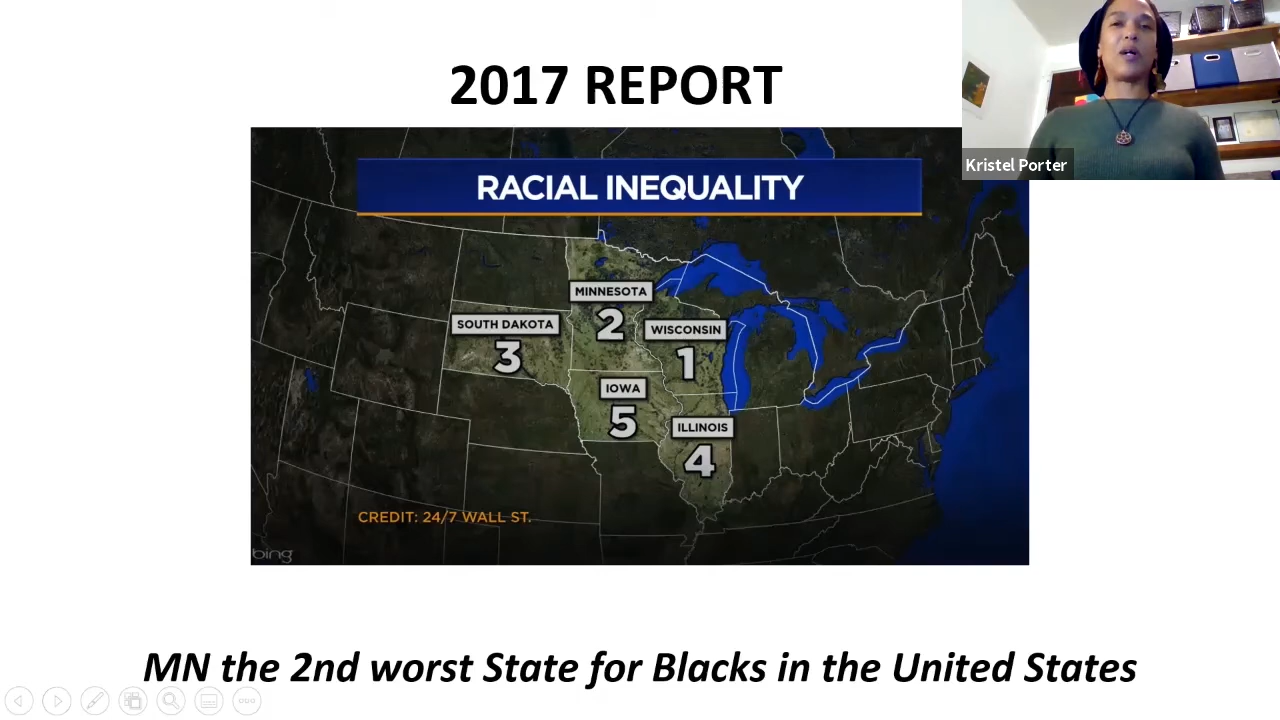 2017 REPORT
Kristel Porter
RACIAL INEQUALITY
MINNESOTA
2
SOUTH DAKOTA
3
WISCONSIN
1
IOWA
5
ILLINOIS
4
CREDIT: 24/7 WALL ST.
bing
MN the 2nd worst State for Blacks in the United States